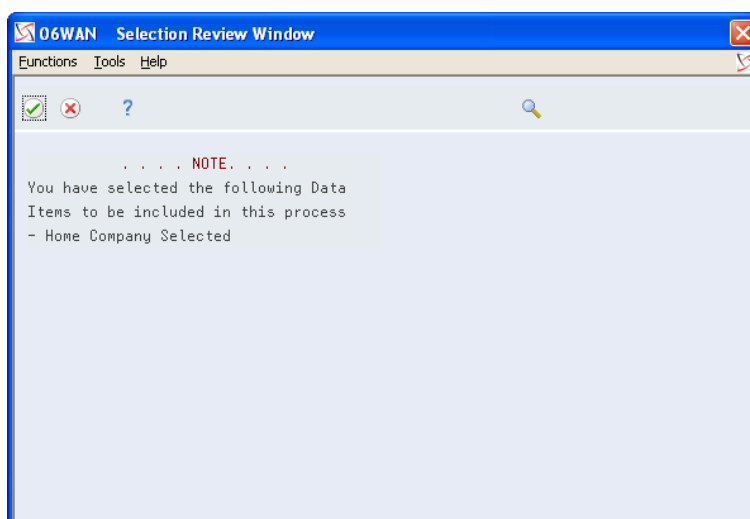 06WAN Selection Review Window
Functions Tools Help
?
. . . . NOTE. . . .
You have selected the following Data
Items to be included in this process
- Home Company Selected